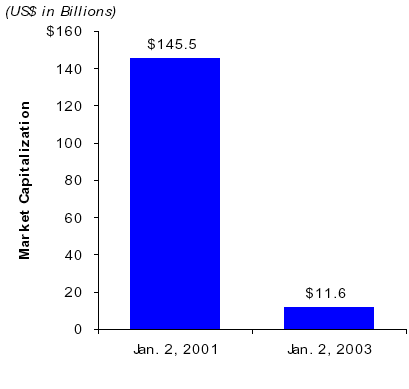 (US$ in Billions)
$160
140
120
100
80
60
40
20
0
Market Capitalization
$145.5
$11.6
Jan. 2, 2001
Jan. 2, 2003